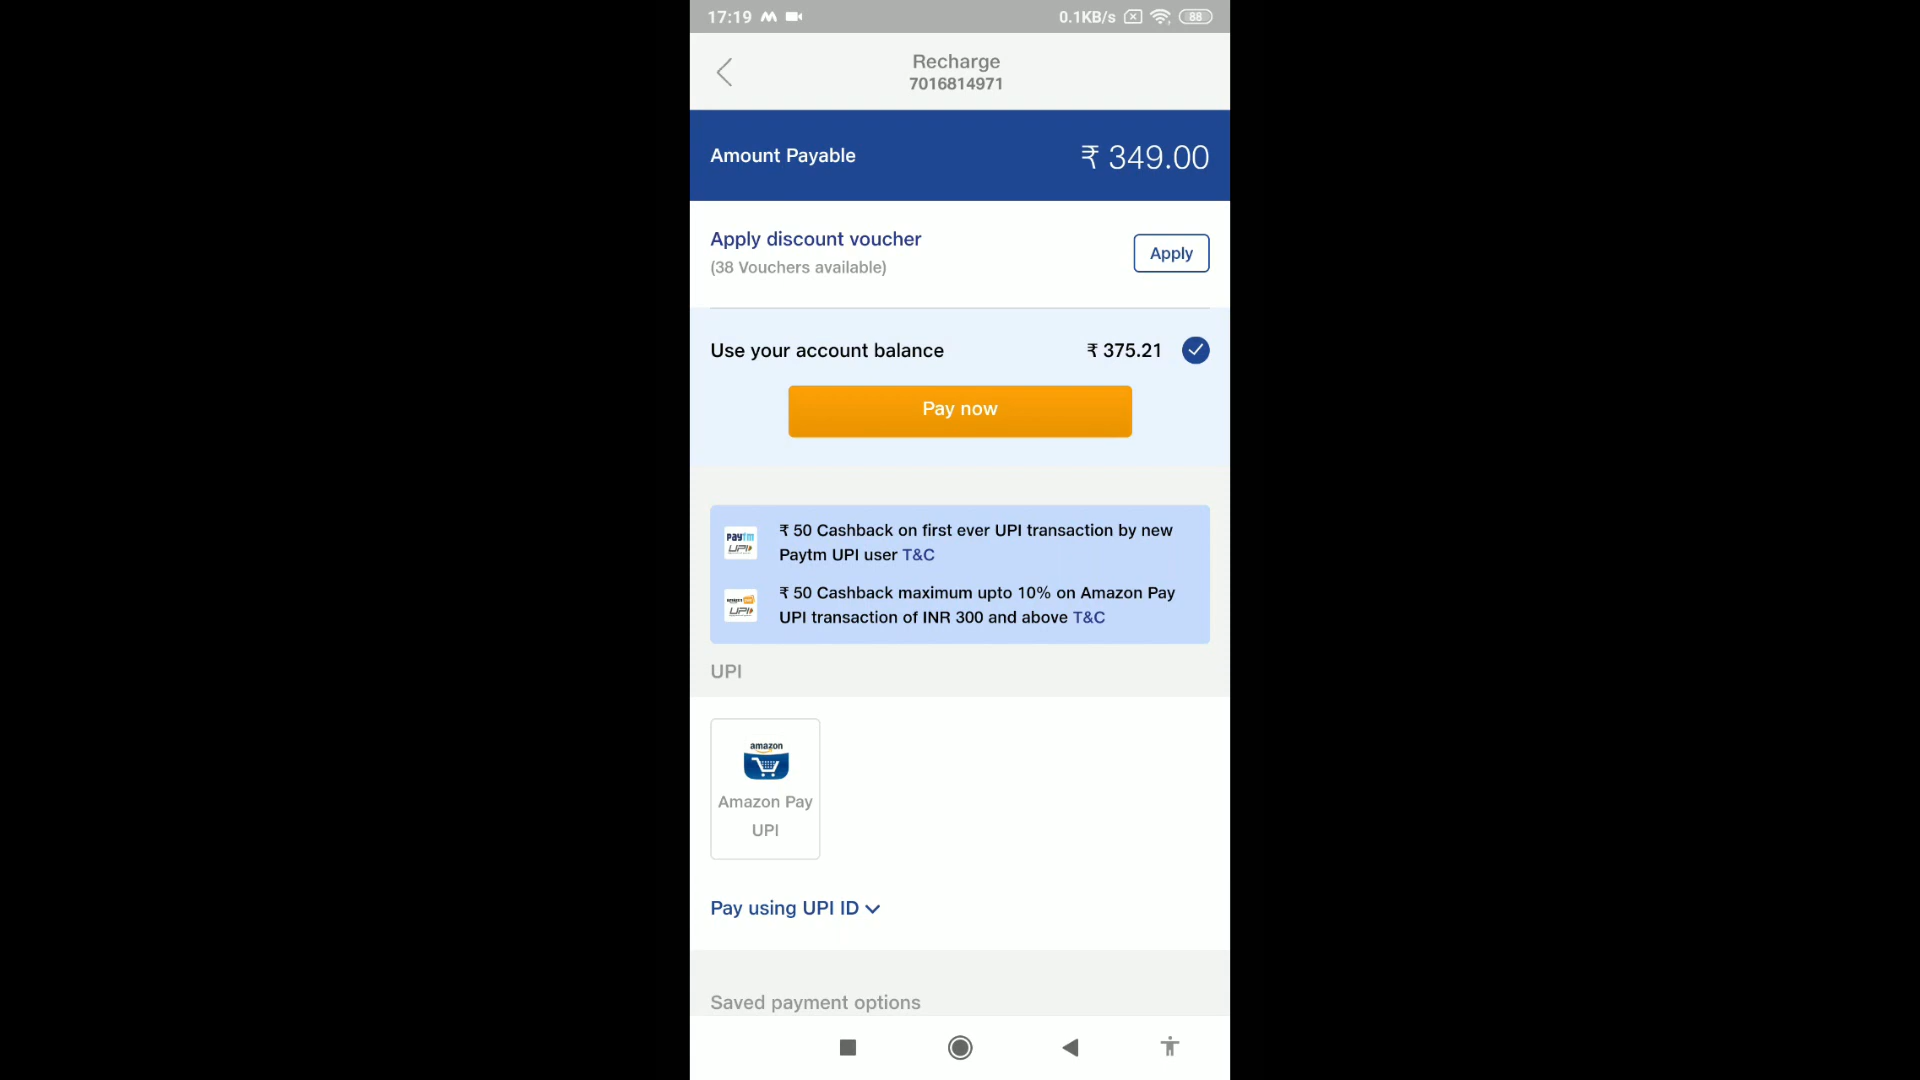 17:19
0.1KB/s
88
Recharge
7016814971
Amount Payable
₹ 349.00
Apply discount voucher
(38 Vouchers available)
Apply
Use your account balance
₹ 375.21
Pay now
paytm
UPI
₹ 50 Cashback on first ever UPI transaction by new
Paytm UPI user T&C
UPI
₹ 50 Cashback maximum upto 10% on Amazon Pay
UPI transaction of INR 300 and above T&C
UPI
amazon
Amazon Pay
UPI
Pay using UPI ID
Saved payment options